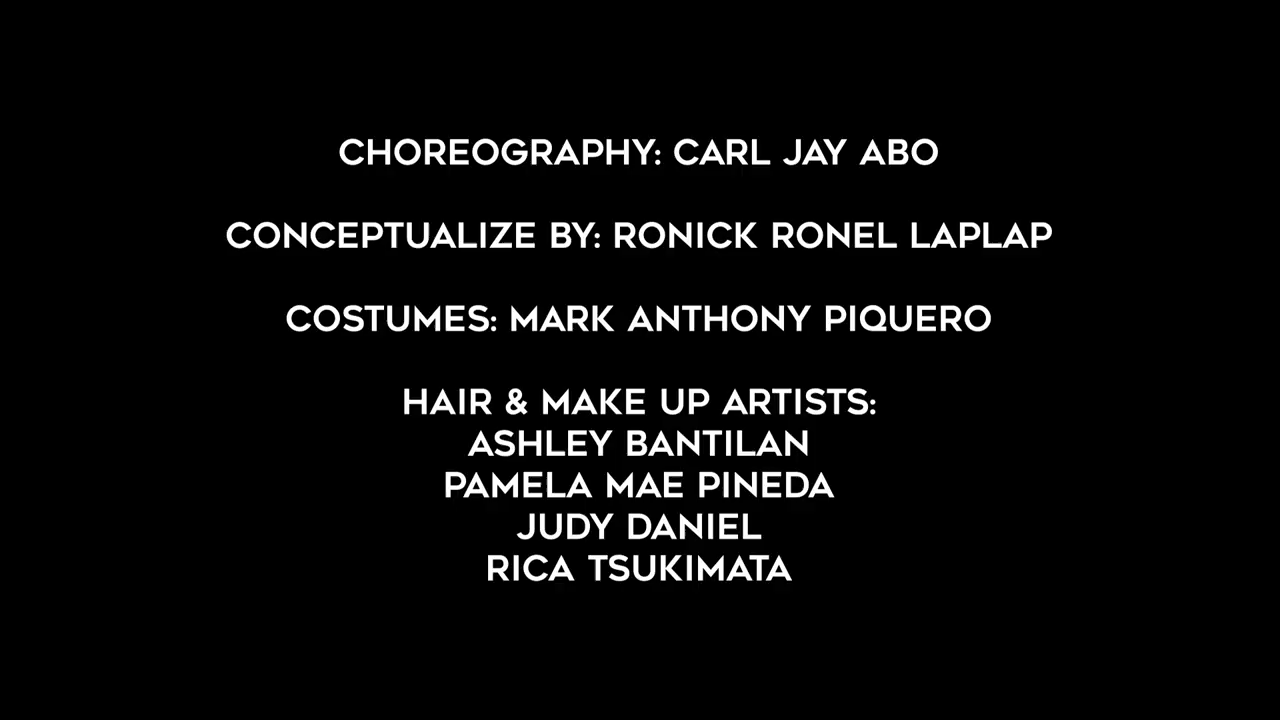 CHOREOGRAPHY: CARL JAY ABO
CONCEPTUALIZE BY: RONICK RONEL LAPLAP
COSTUMES: MARK ANTHONY PIQUERO
HAIR & MAKE UP ARTISTS:
ASHLEY BANTILAN
PAMELA MAE PINEDA
JUDY DANIEL
RICA TSUKIMATA